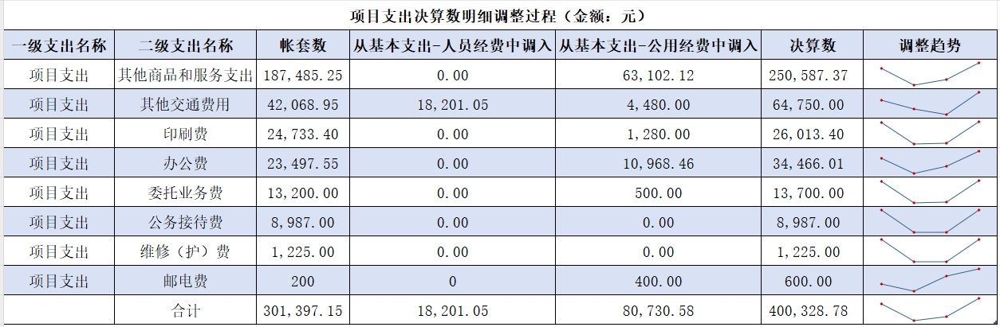 项目支出决算数明细调整过程（金额：元）
一级支出名称 二级支出名称 帐套数 从基本支出-人员经费中调入 从基本支出-公用经费中调入 决算数 调整趋势
项目支出 其他商品和服务支出 187,485.25 0.00 63,102.12 250,587.37
项目支出 其他交通费用 42,068.95 18,201.05 4,480.00 64,750.00
项目支出 印刷费 24,733.40 0.00 1,280.00 26,013.40
项目支出 办公费 23,497.55 0.00 10,968.46 34,466.01
项目支出 委托业务费 13,200.00 0.00 500.00 13,700.00
项目支出 公务接待费 8,987.00 0.00 0.00 8,987.00
项目支出 维修（护）费 1,225.00 0.00 0.00 1,225.00
项目支出 邮电费 200 0 400.00 600.00
合计 301,397.15 18,201.05 80,730.58 400,328.78